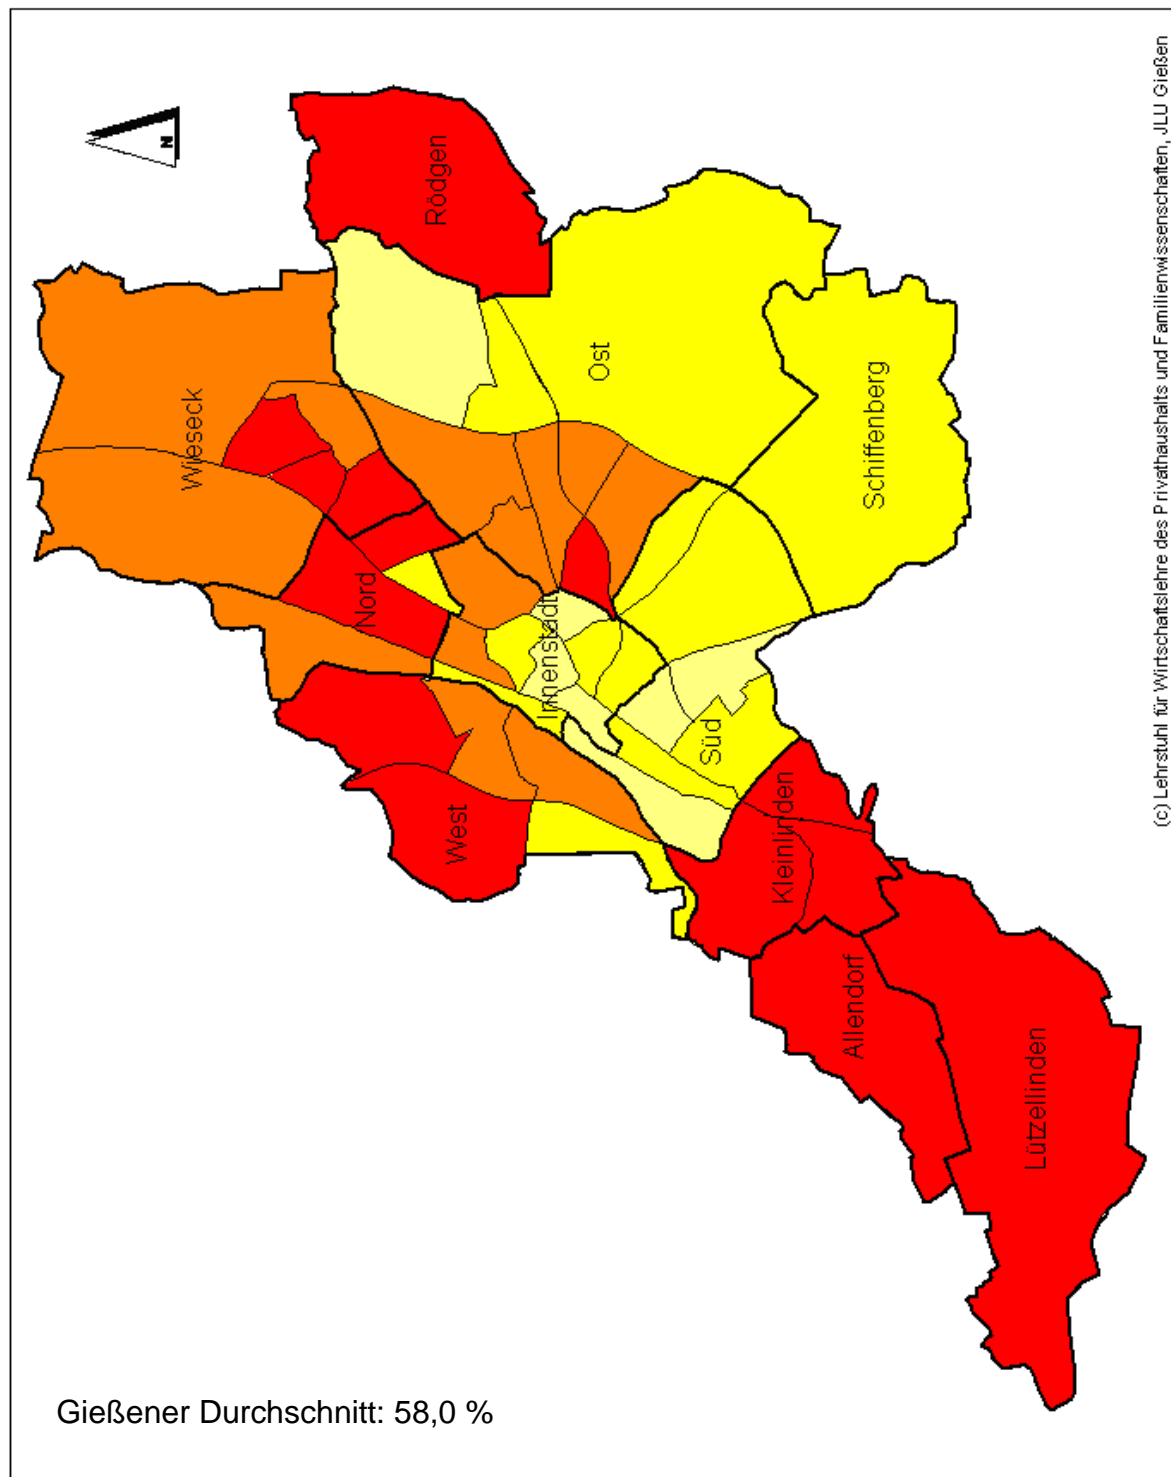 N
Rödgen
Wieseck
Ost
Schiffenberg
Nord
Innenstadt
Süd
West
Kleinlinden
Allendorf
Lützellinden
Gießener Durchschnitt: 58,0 %
(c) Lehrstuhl für Wirtschaftslehre des Privathaushalts und Familienwissenschaften, JLU Gießen